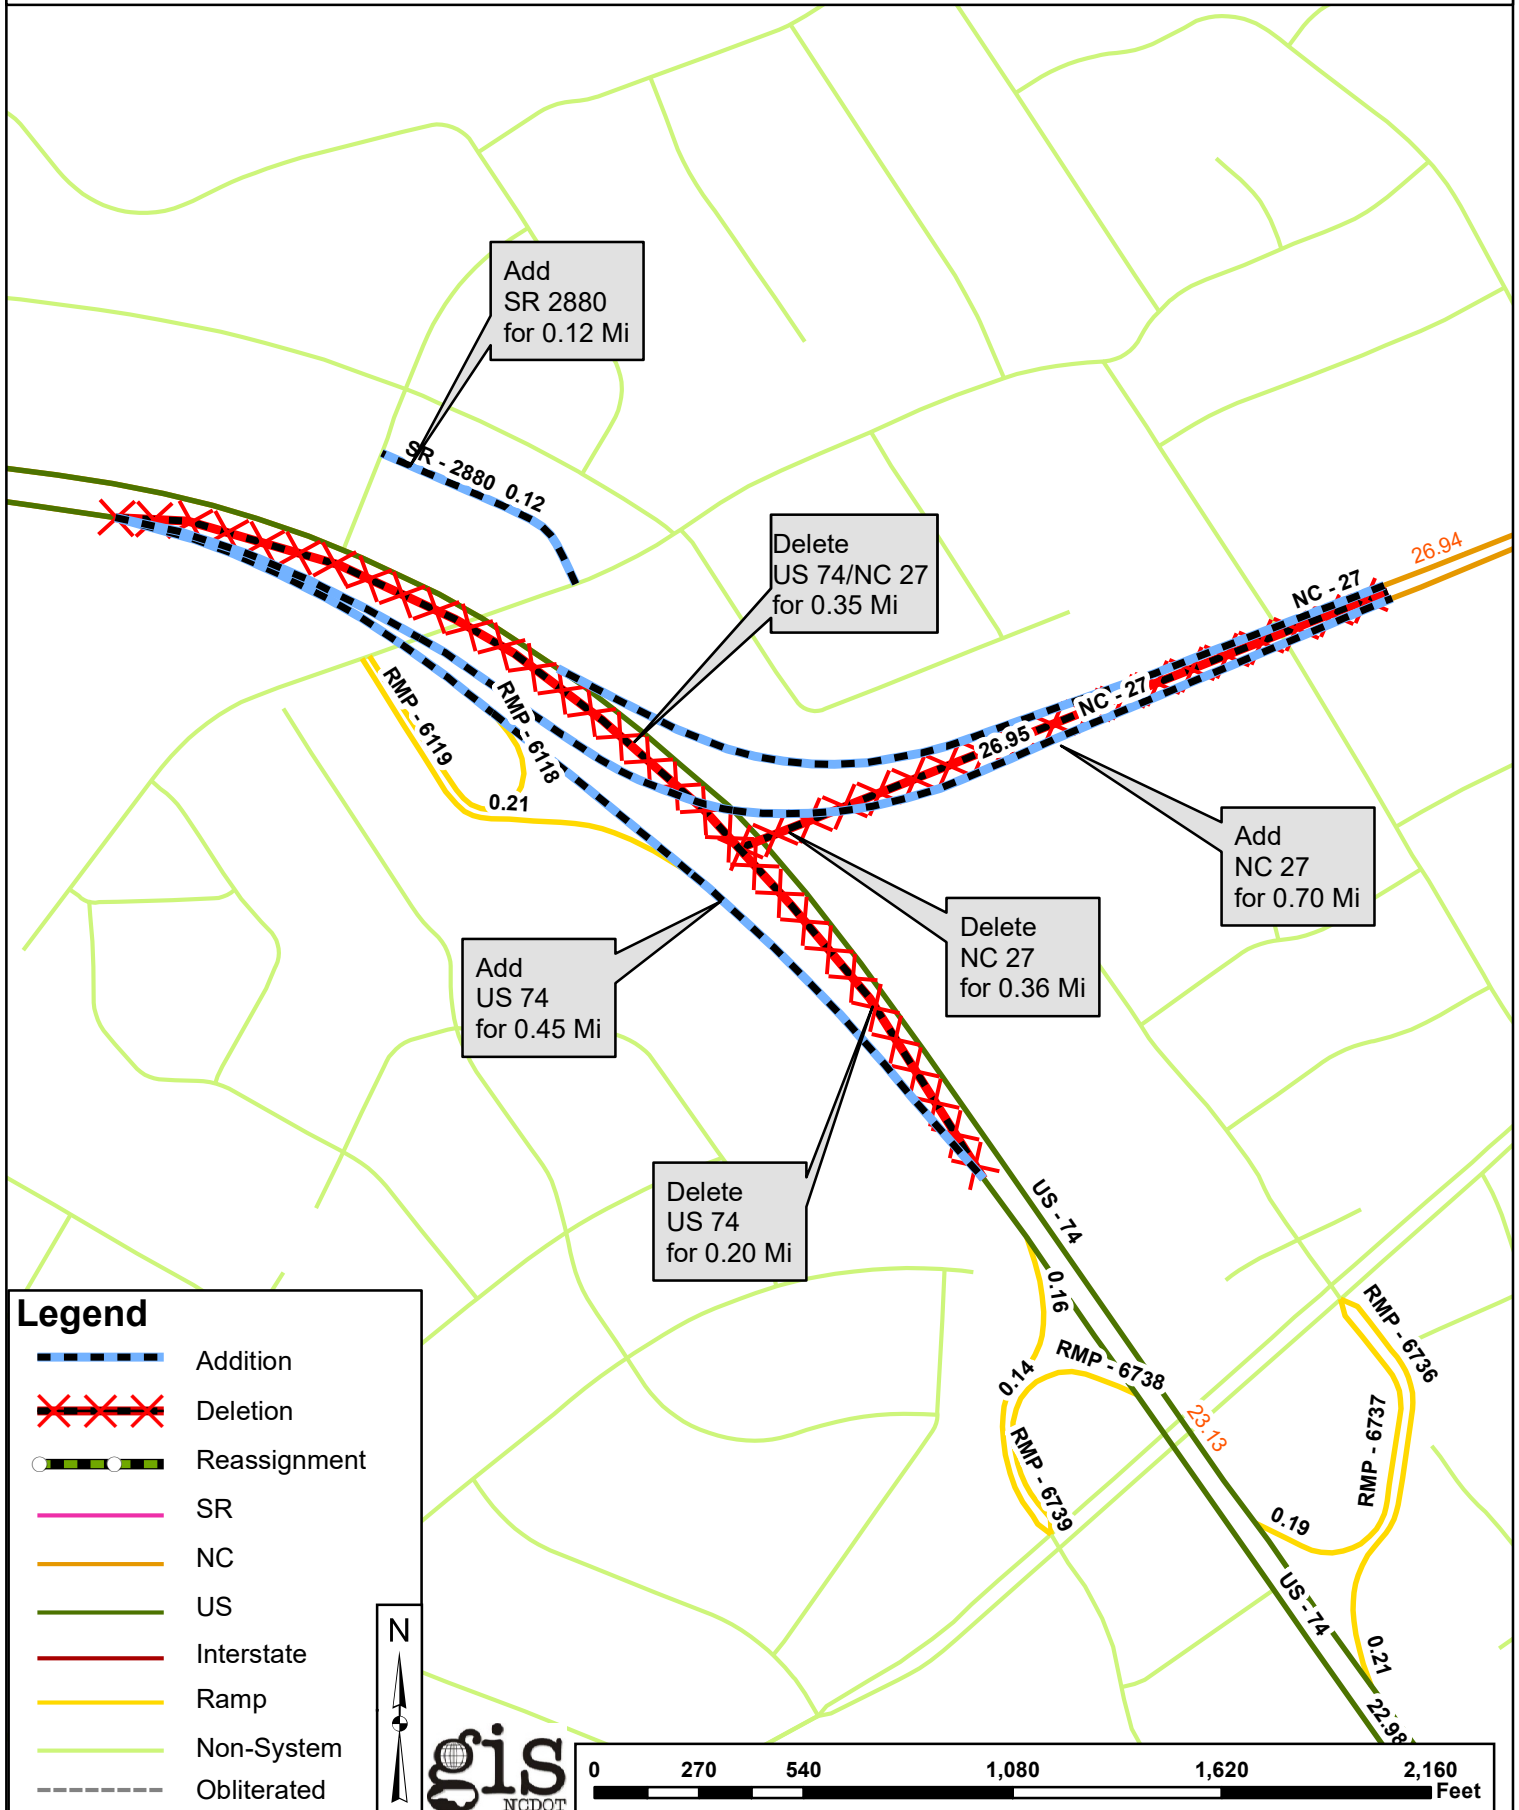 Add
SR 2880
for 0.12 Mi
SR - 2880 0.12
Delete
US 74/NC 27
for 0.35 Mi
26.94
NC - 27
NC - 27
26.95
RMP - 6119
RMP - 6118
0.21
Add
NC 27
for 0.70 Mi
Delete
NC 27
for 0.36 Mi
Add
US 74
for 0.45 Mi
Delete
US 74
for 0.20 Mi
US - 74
0.16
RMP - 6738
0.14
RMP - 6739
23.13
RMP - 6736
RMP - 6737
0.19
US - 74
0.21
22.98
Legend
Addition
Deletion
Reassignment
SR
NC
US
Interstate
Ramp
Non-System
Obliterated
N
gis
NCDOT
0 270 540 1,080 1,620 2,160
Feet